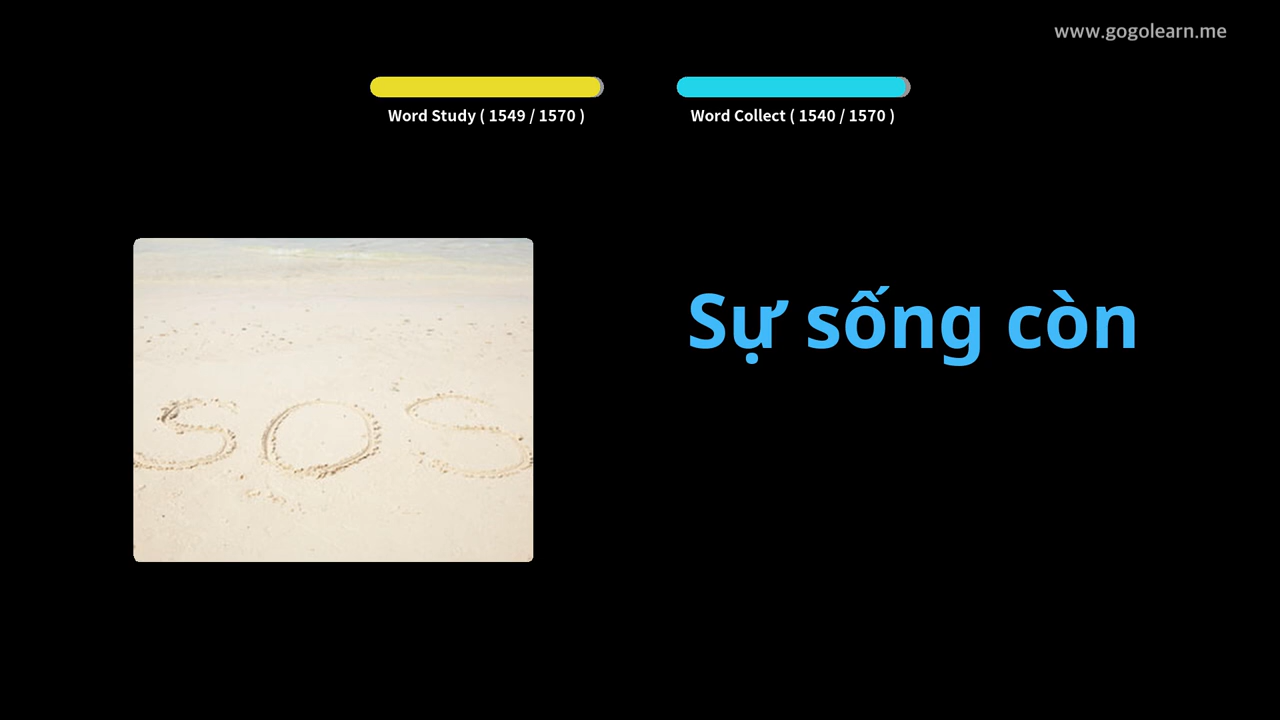 www.gogolearn.me
Word Study ( 1549 / 1570 )
Word Collect ( 1540 / 1570 )
Sự sống còn
SOS